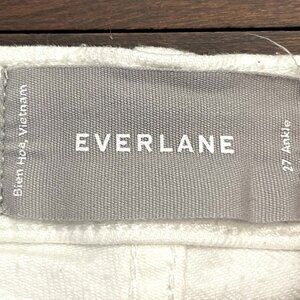 Bien Hoa, Vietnam
EVERLANE
27 Ankle